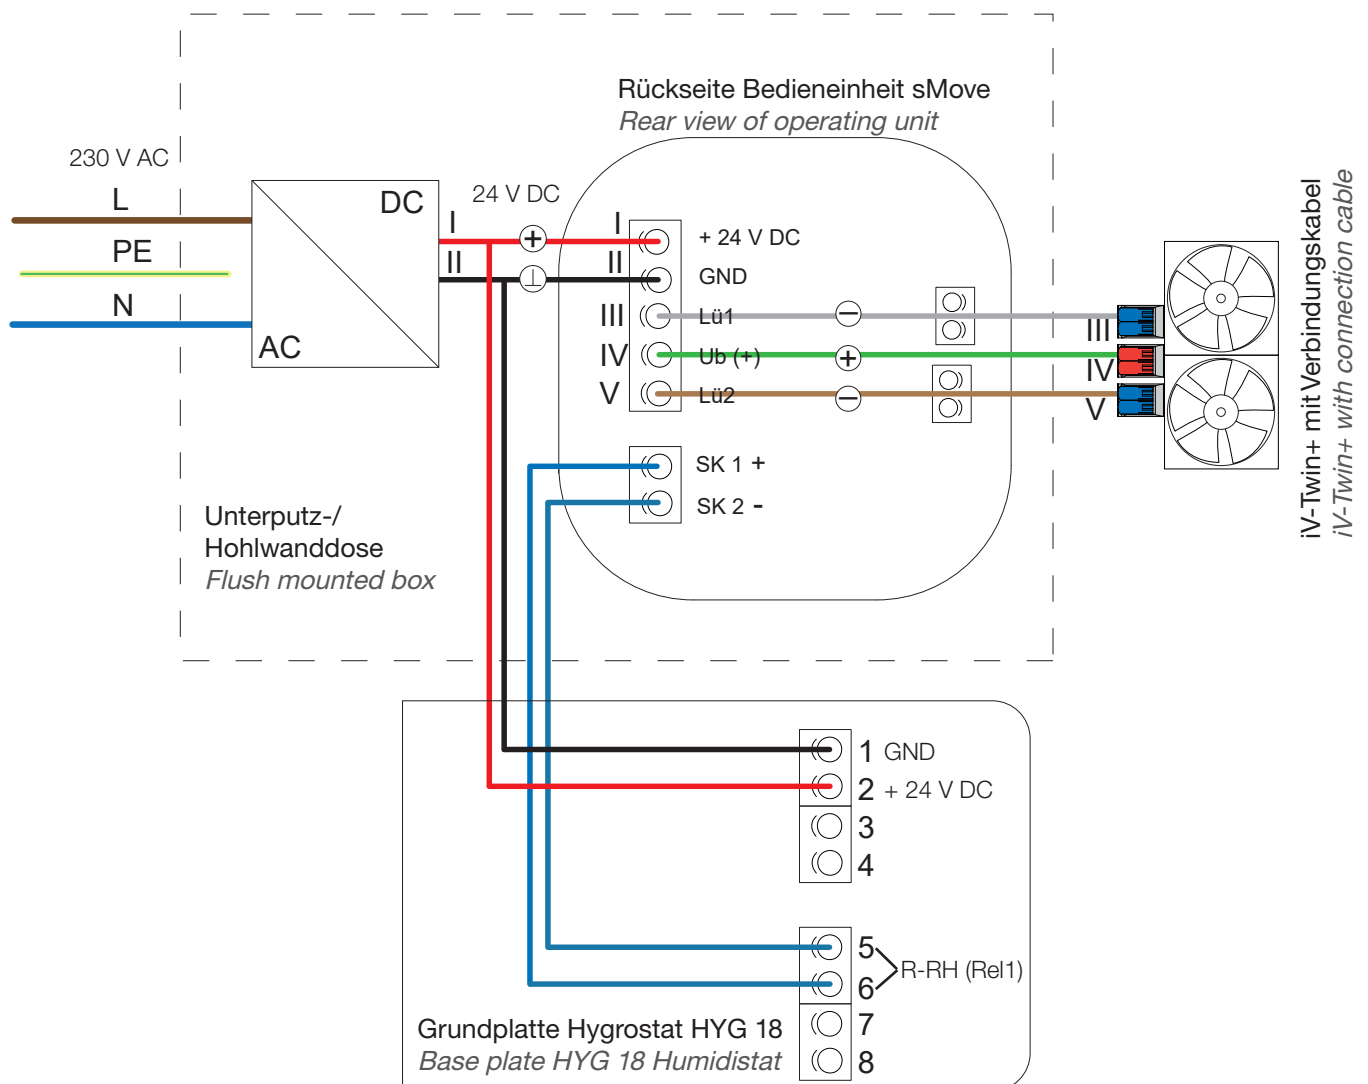 Rückseite Bedieneinheit sMove
Rear view of operating unit
230 V AC
L
PE
N
DC
AC
24 V DC
I
II
+
⊥
I
II
III
IV
V
+ 24 V DC
GND
Lü1
Ub (+)
Lü2
−
+
−
III
IV
V
SK 1 +
SK 2 -
iV-Twin+ mit Verbindungskabel
iV-Twin+ with connection cable
Unterputz-/
Hohlwanddose
Flush mounted box
1 GND
2 + 24 V DC
3
4
5
6
R-RH (Rel1)
7
8
Grundplatte Hygrostat HYG 18
Base plate HYG 18 Humidistat